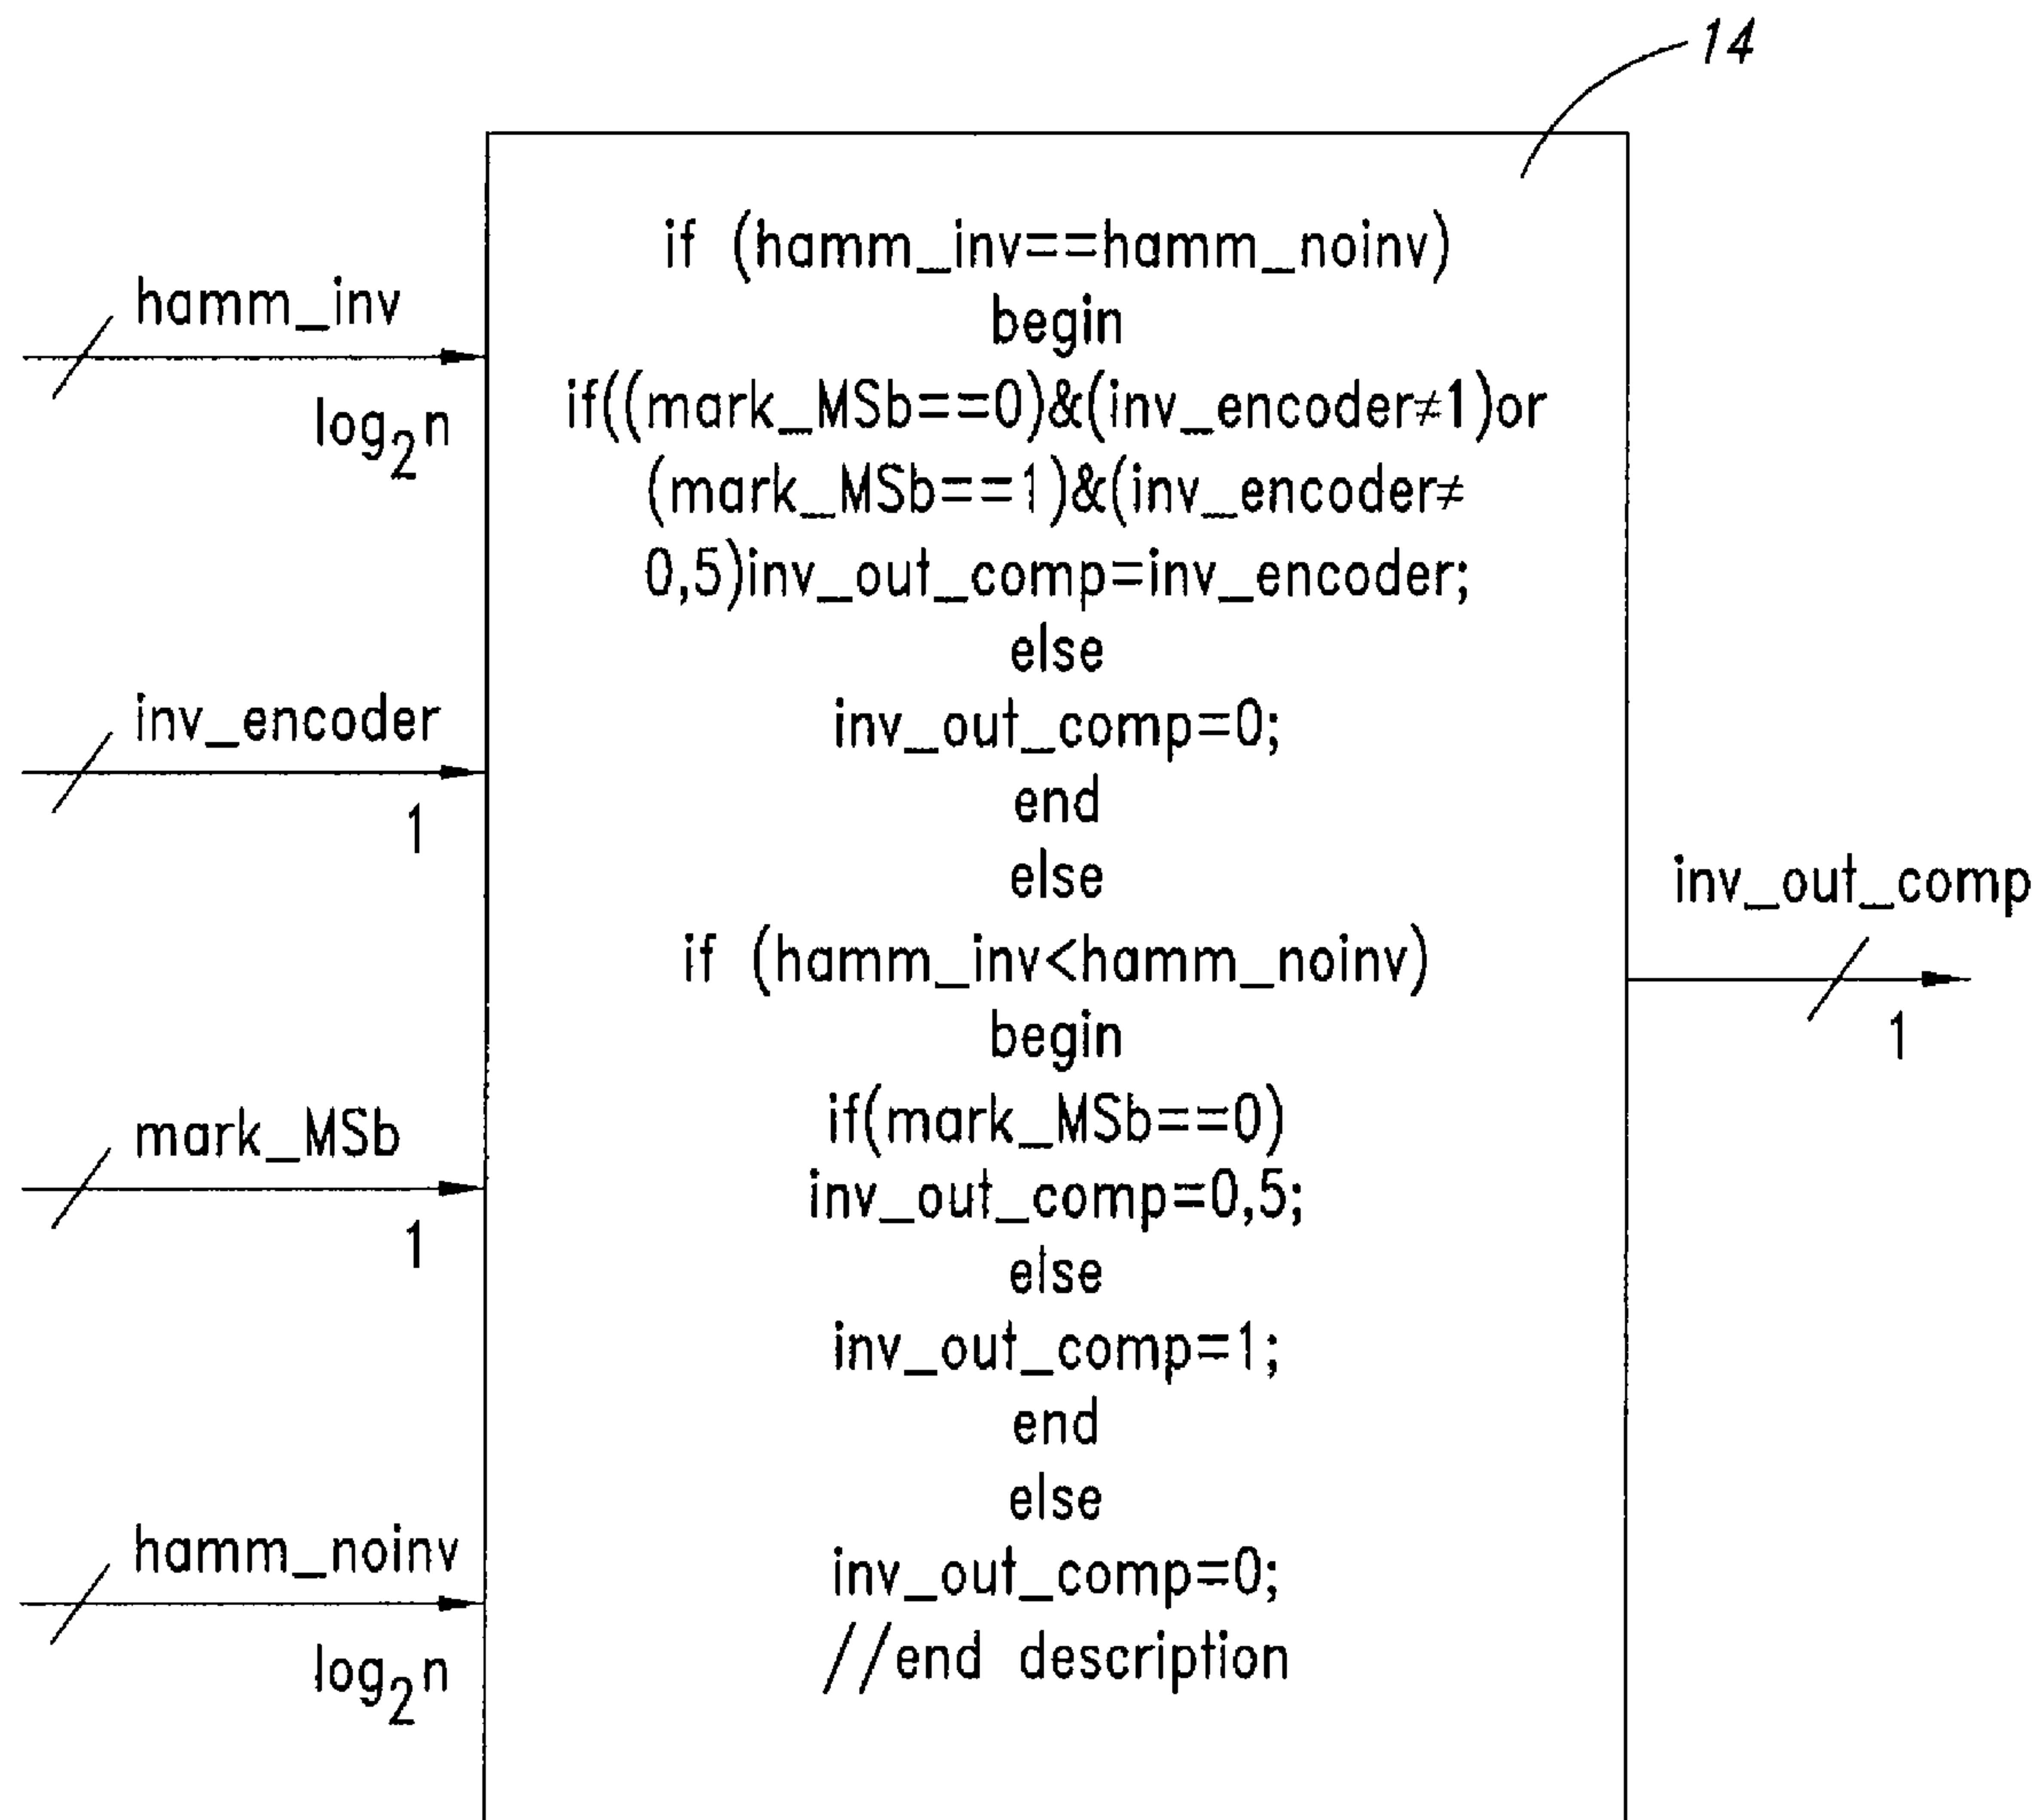 14
if (hamm_inv==hamm_noinv)
begin
if((mark_MSb==0)&(inv_encoder≠1)or
(mark_MSb==1)&(inv_encoder≠
0,5)inv_out_comp=inv_encoder;
else
inv_out_comp=0;
end
else
if (hamm_inv<hamm_noinv)
begin
if(mark_MSb==0)
inv_out_comp=0,5;
else
inv_out_comp=1;
end
else
inv_out_comp=0;
//end description
hamm_inv
log₂n
inv_encoder
1
mark_MSb
1
hamm_noinv
log₂n
inv_out_comp
1